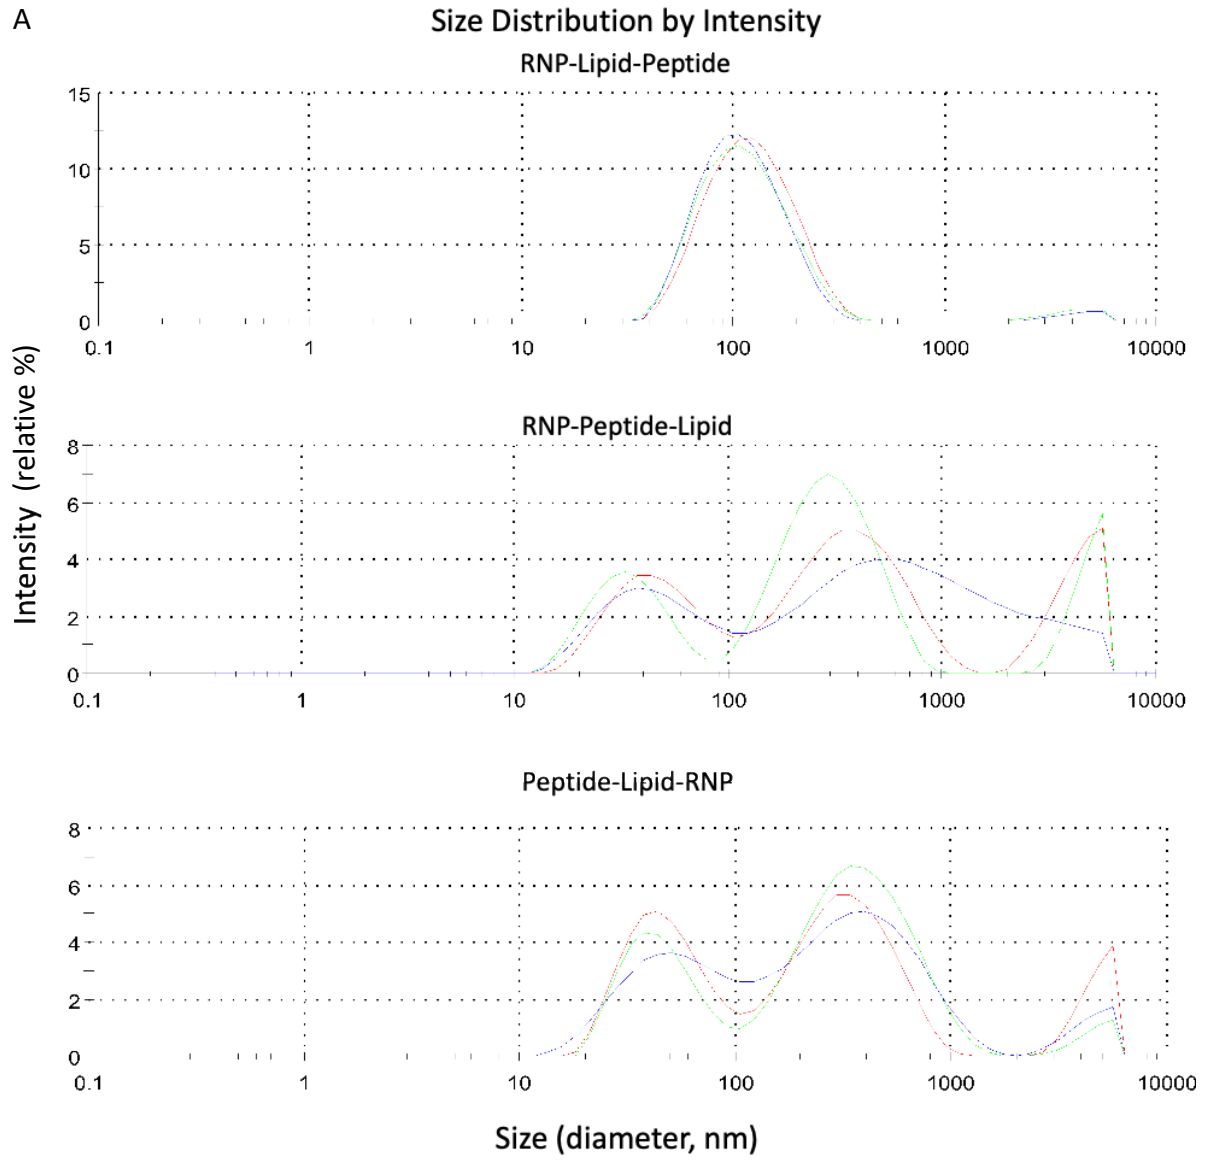 A
Size Distribution by Intensity
RNP-Lipid-Peptide
15
10
5
0
0.1 1 10 100 1000 10000
RNP-Peptide-Lipid
8
6
4
2
0
0.1 1 10 100 1000 10000
Intensity (relative %)
Peptide-Lipid-RNP
8
6
4
2
0
0.1 1 10 100 1000 10000
Size (diameter, nm)